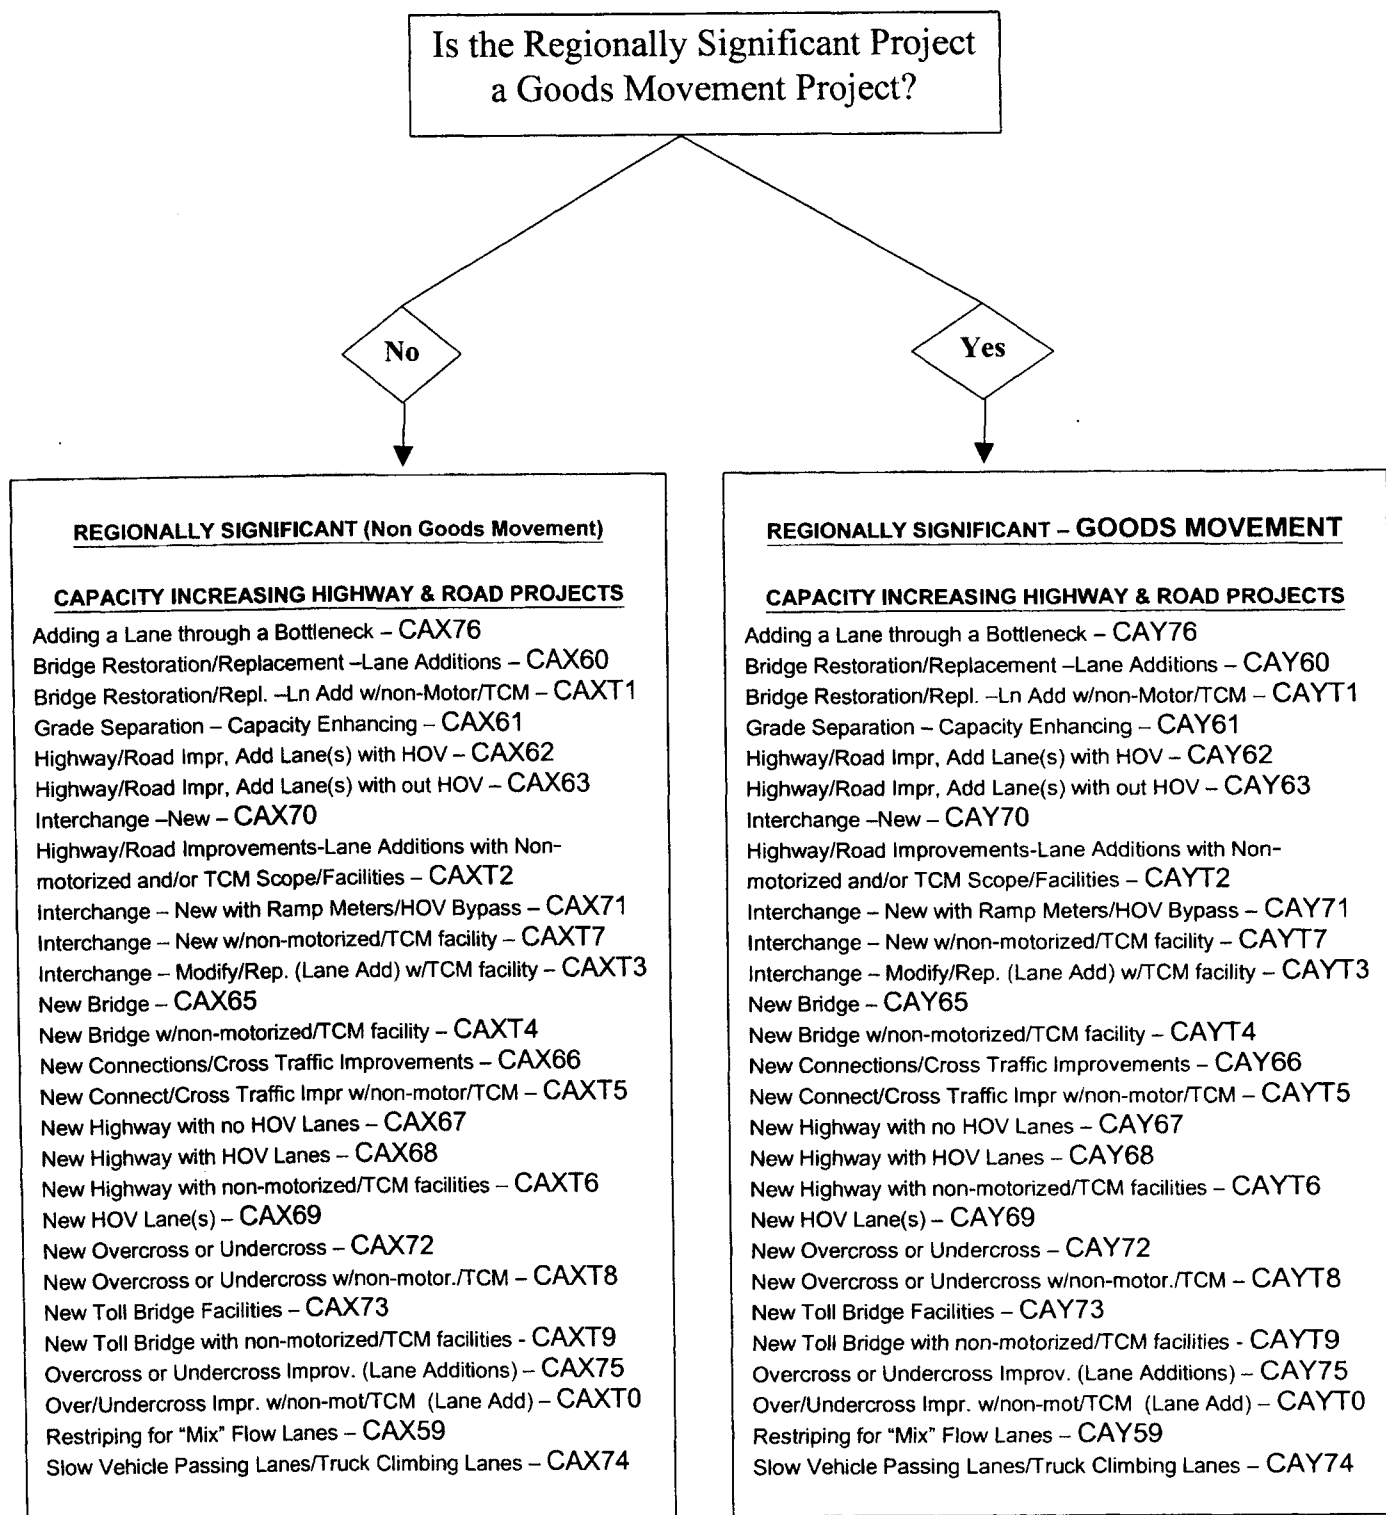 Is the Regionally Significant Project
a Goods Movement Project?
No
Yes
REGIONALLY SIGNIFICANT (Non Goods Movement)
CAPACITY INCREASING HIGHWAY & ROAD PROJECTS
Adding a Lane through a Bottleneck – CAX76
Bridge Restoration/Replacement –Lane Additions – CAX60
Bridge Restoration/Repl. –Ln Add w/non-Motor/TCM – CAXT1
Grade Separation – Capacity Enhancing – CAX61
Highway/Road Impr, Add Lane(s) with HOV – CAX62
Highway/Road Impr, Add Lane(s) with out HOV – CAX63
Interchange –New – CAX70
Highway/Road Improvements-Lane Additions with Non-
motorized and/or TCM Scope/Facilities – CAXT2
Interchange – New with Ramp Meters/HOV Bypass – CAX71
Interchange – New w/non-motorized/TCM facility – CAXT7
Interchange – Modify/Rep. (Lane Add) w/TCM facility – CAXT3
New Bridge – CAX65
New Bridge w/non-motorized/TCM facility – CAXT4
New Connections/Cross Traffic Improvements – CAX66
New Connect/Cross Traffic Impr w/non-motor/TCM – CAXT5
New Highway with no HOV Lanes – CAX67
New Highway with HOV Lanes – CAX68
New Highway with non-motorized/TCM facilities – CAXT6
New HOV Lane(s) – CAX69
New Overcross or Undercross – CAX72
New Overcross or Undercross w/non-motor./TCM – CAXT8
New Toll Bridge Facilities – CAX73
New Toll Bridge with non-motorized/TCM facilities - CAXT9
Overcross or Undercross Improv. (Lane Additions) – CAX75
Over/Undercross Impr. w/non-mot/TCM (Lane Add) – CAXT0
Restriping for “Mix” Flow Lanes – CAX59
Slow Vehicle Passing Lanes/Truck Climbing Lanes – CAX74
REGIONALLY SIGNIFICANT – GOODS MOVEMENT
CAPACITY INCREASING HIGHWAY & ROAD PROJECTS
Adding a Lane through a Bottleneck – CAY76
Bridge Restoration/Replacement –Lane Additions – CAY60
Bridge Restoration/Repl. –Ln Add w/non-Motor/TCM – CAYT1
Grade Separation – Capacity Enhancing – CAY61
Highway/Road Impr, Add Lane(s) with HOV – CAY62
Highway/Road Impr, Add Lane(s) with out HOV – CAY63
Interchange –New – CAY70
Highway/Road Improvements-Lane Additions with Non-
motorized and/or TCM Scope/Facilities – CAYT2
Interchange – New with Ramp Meters/HOV Bypass – CAY71
Interchange – New w/non-motorized/TCM facility – CAYT7
Interchange – Modify/Rep. (Lane Add) w/TCM facility – CAYT3
New Bridge – CAY65
New Bridge w/non-motorized/TCM facility – CAYT4
New Connections/Cross Traffic Improvements – CAY66
New Connect/Cross Traffic Impr w/non-motor/TCM – CAYT5
New Highway with no HOV Lanes – CAY67
New Highway with HOV Lanes – CAY68
New Highway with non-motorized/TCM facilities – CAYT6
New HOV Lane(s) – CAY69
New Overcross or Undercross – CAY72
New Overcross or Undercross w/non-motor./TCM – CAYT8
New Toll Bridge Facilities – CAY73
New Toll Bridge with non-motorized/TCM facilities - CAYT9
Overcross or Undercross Improv. (Lane Additions) – CAY75
Over/Undercross Impr. w/non-mot/TCM (Lane Add) – CAYT0
Restriping for “Mix” Flow Lanes – CAY59
Slow Vehicle Passing Lanes/Truck Climbing Lanes – CAY74